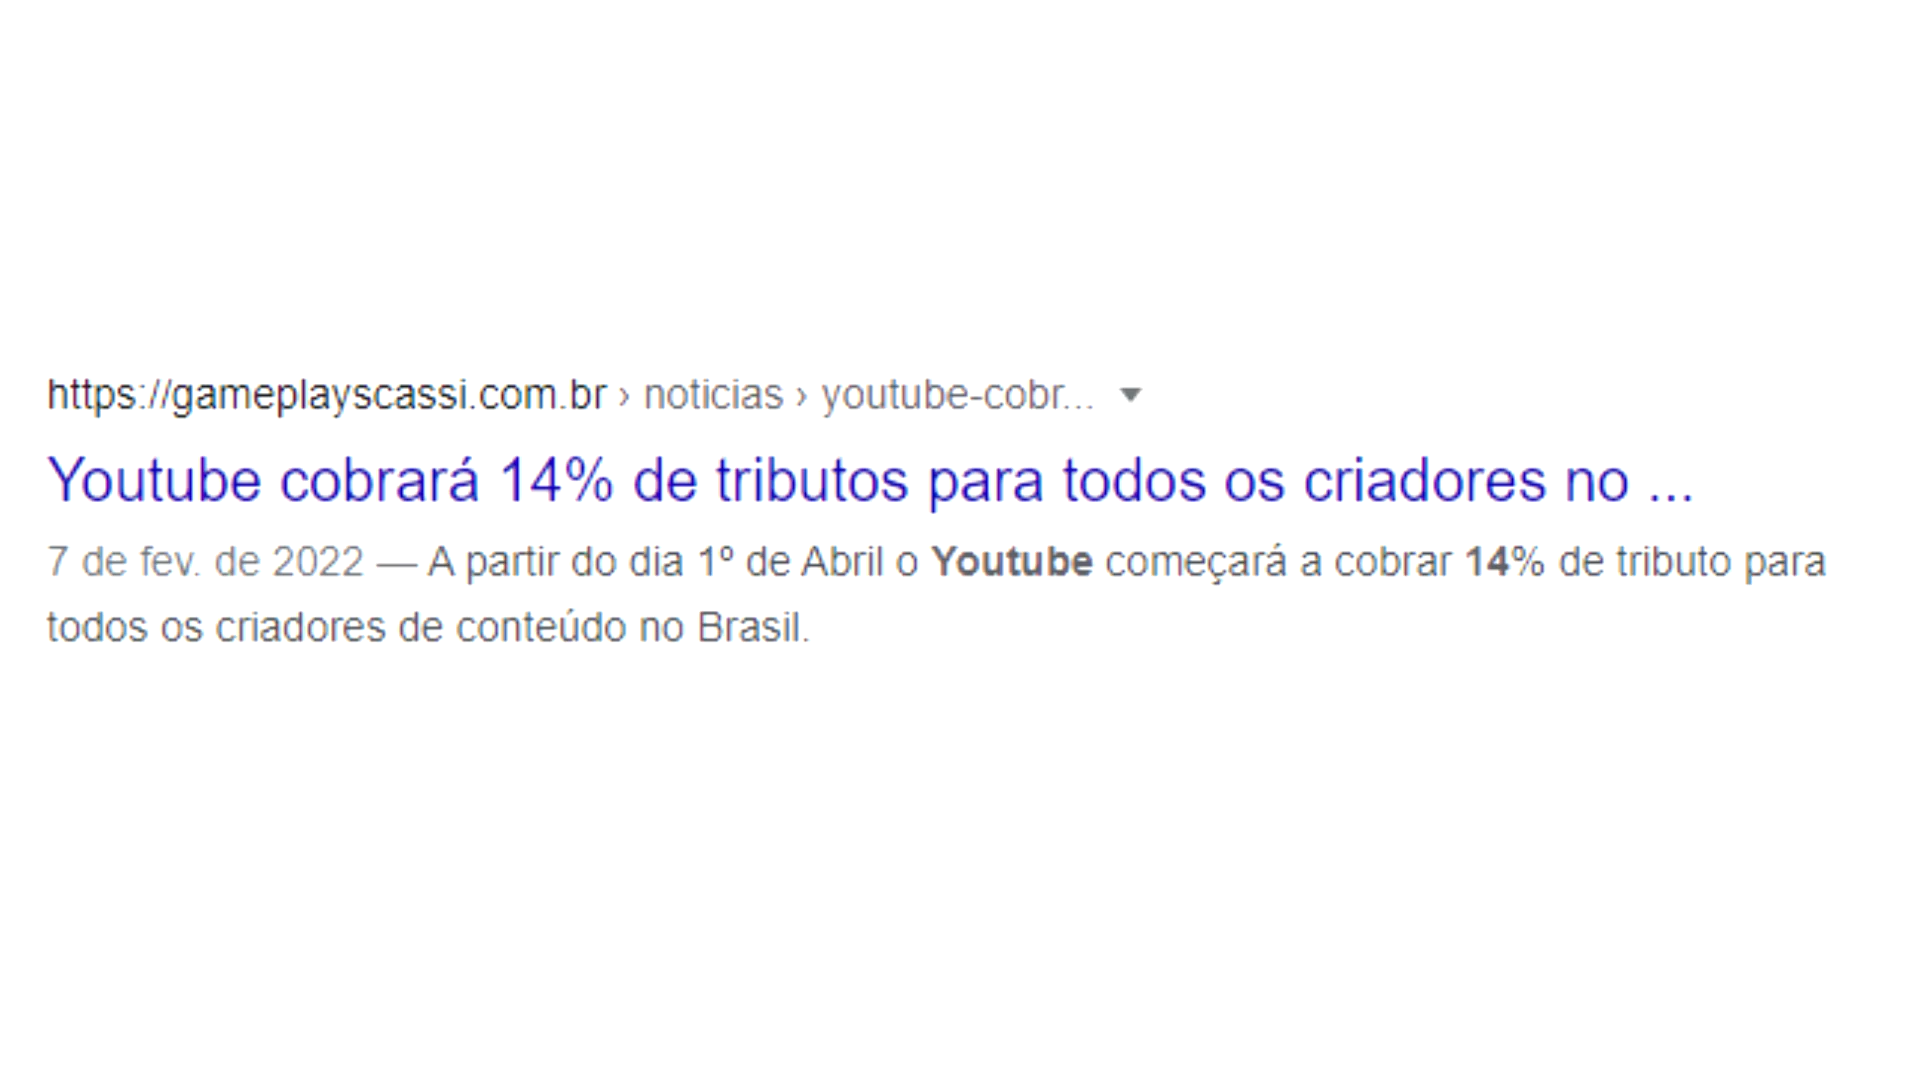 https://gameplayscassi.com.br › noticias › youtube-cobr...
Youtube cobrará 14% de tributos para todos os criadores no ...
7 de fev. de 2022 — A partir do dia 1º de Abril o Youtube começará a cobrar 14% de tributo para
todos os criadores de conteúdo no Brasil.